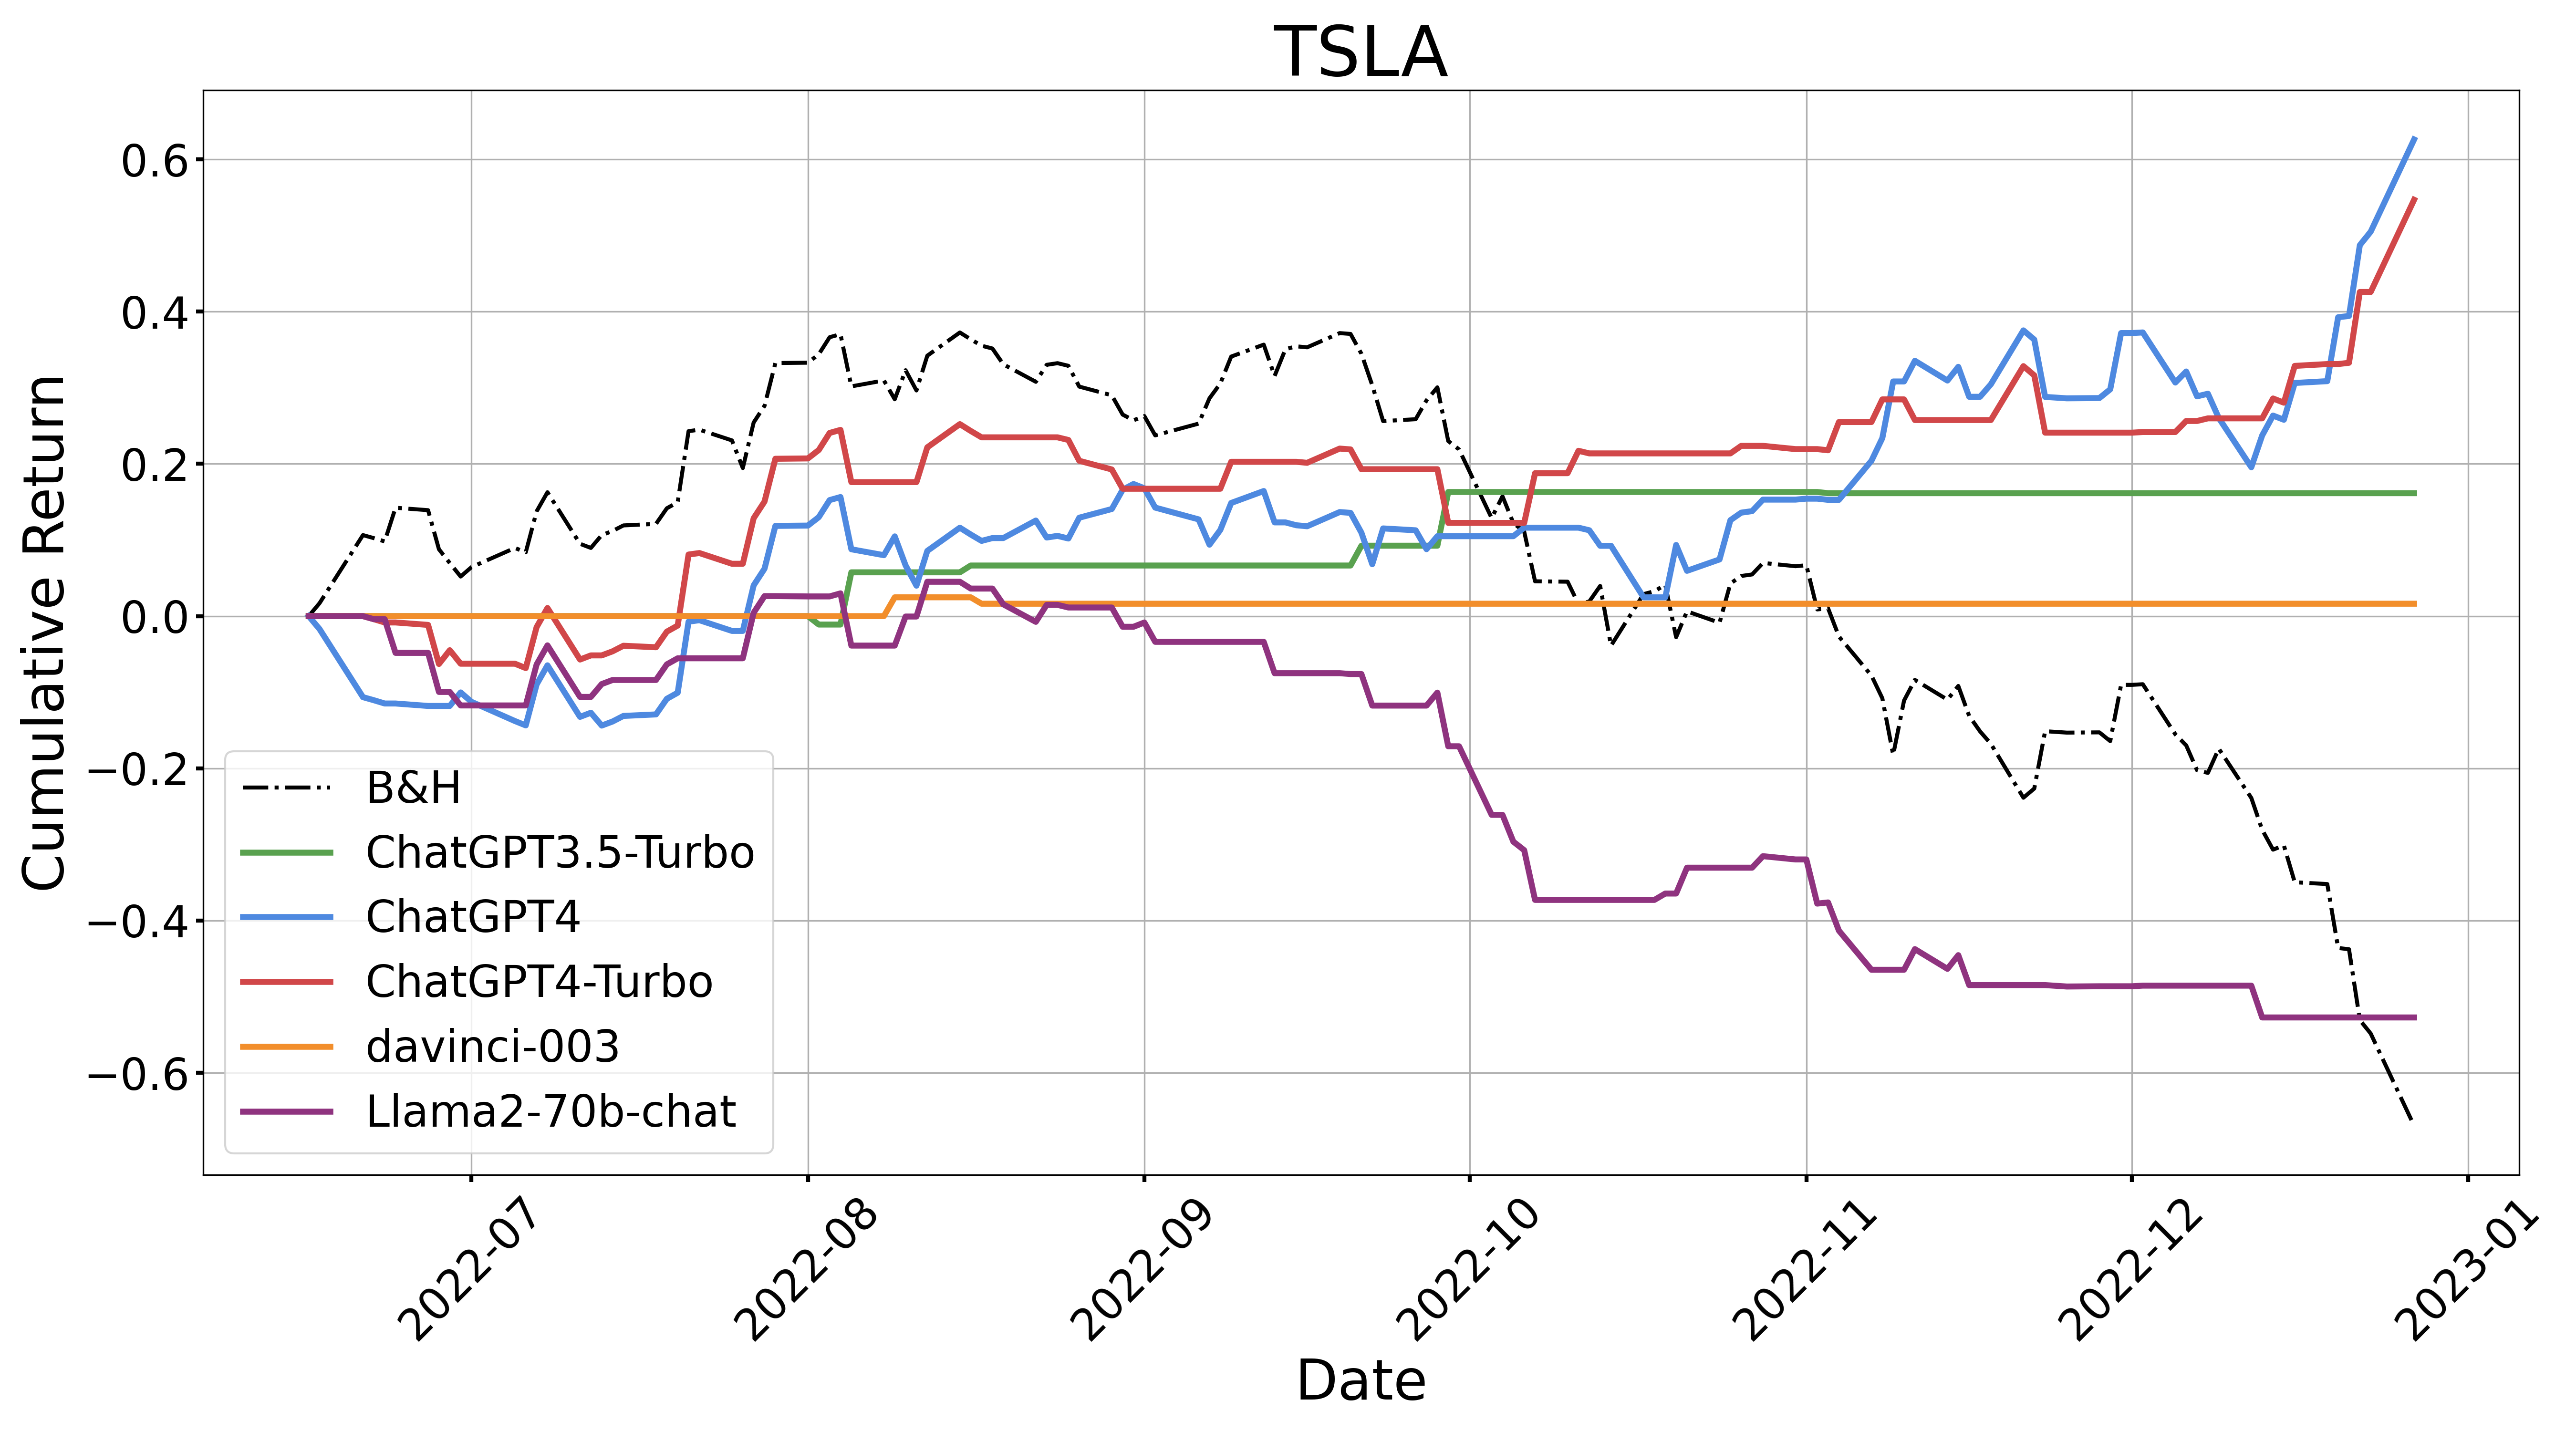 TSLA
Cumulative Return
0.6
0.4
0.2
0.0
−0.2
−0.4
−0.6
B&H
ChatGPT3.5-Turbo
ChatGPT4
ChatGPT4-Turbo
davinci-003
Llama2-70b-chat
2022-07
2022-08
2022-09
2022-10
2022-11
2022-12
2023-01
Date